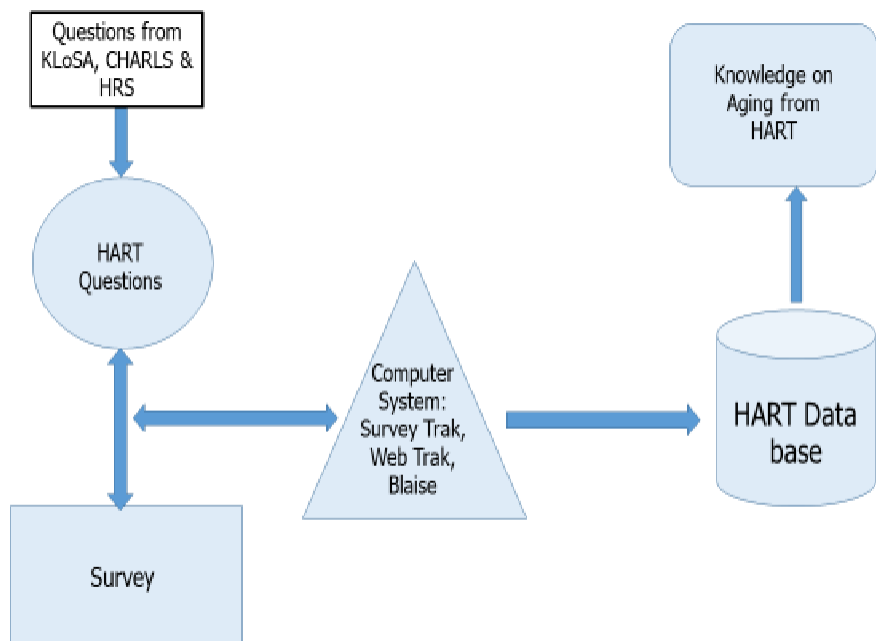 Questions from
KLoSA, CHARLS &
HRS
HART
Questions
Survey
Computer
System:
Survey Trak,
Web Trak,
Blaise
HART Data
base
Knowledge on
Aging from
HART